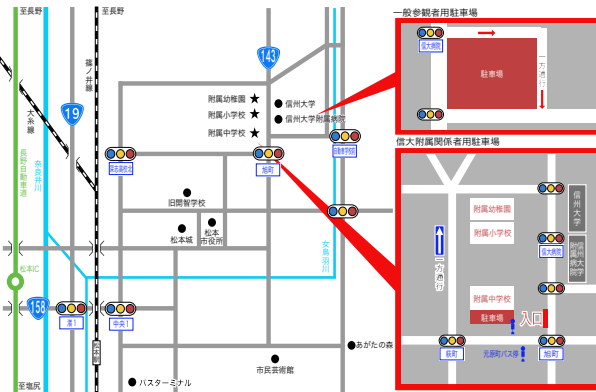 至長野
至長野
一般参観者用駐車場
信大病院
駐車場
一方通行
143
篠ノ井線
附属幼稚園
附属小学校
附属中学校
信州大学
信州大学附属病院
大糸線
19
長野自動車道
奈良井川
旭町
信大附属関係者用駐車場
旧開智学校
松本城
松本
市役所
女鳥羽川
附属幼稚園
附属小学校
信州大学
信大病院
信州大学
附属病院
一方通行
松本IC
158
渚1
中央1
附属中学校
駐車場
入口
萩町
元原町バス停
旭町
松本駅
あがたの森
市民芸術館
バスターミナル
至塩尻